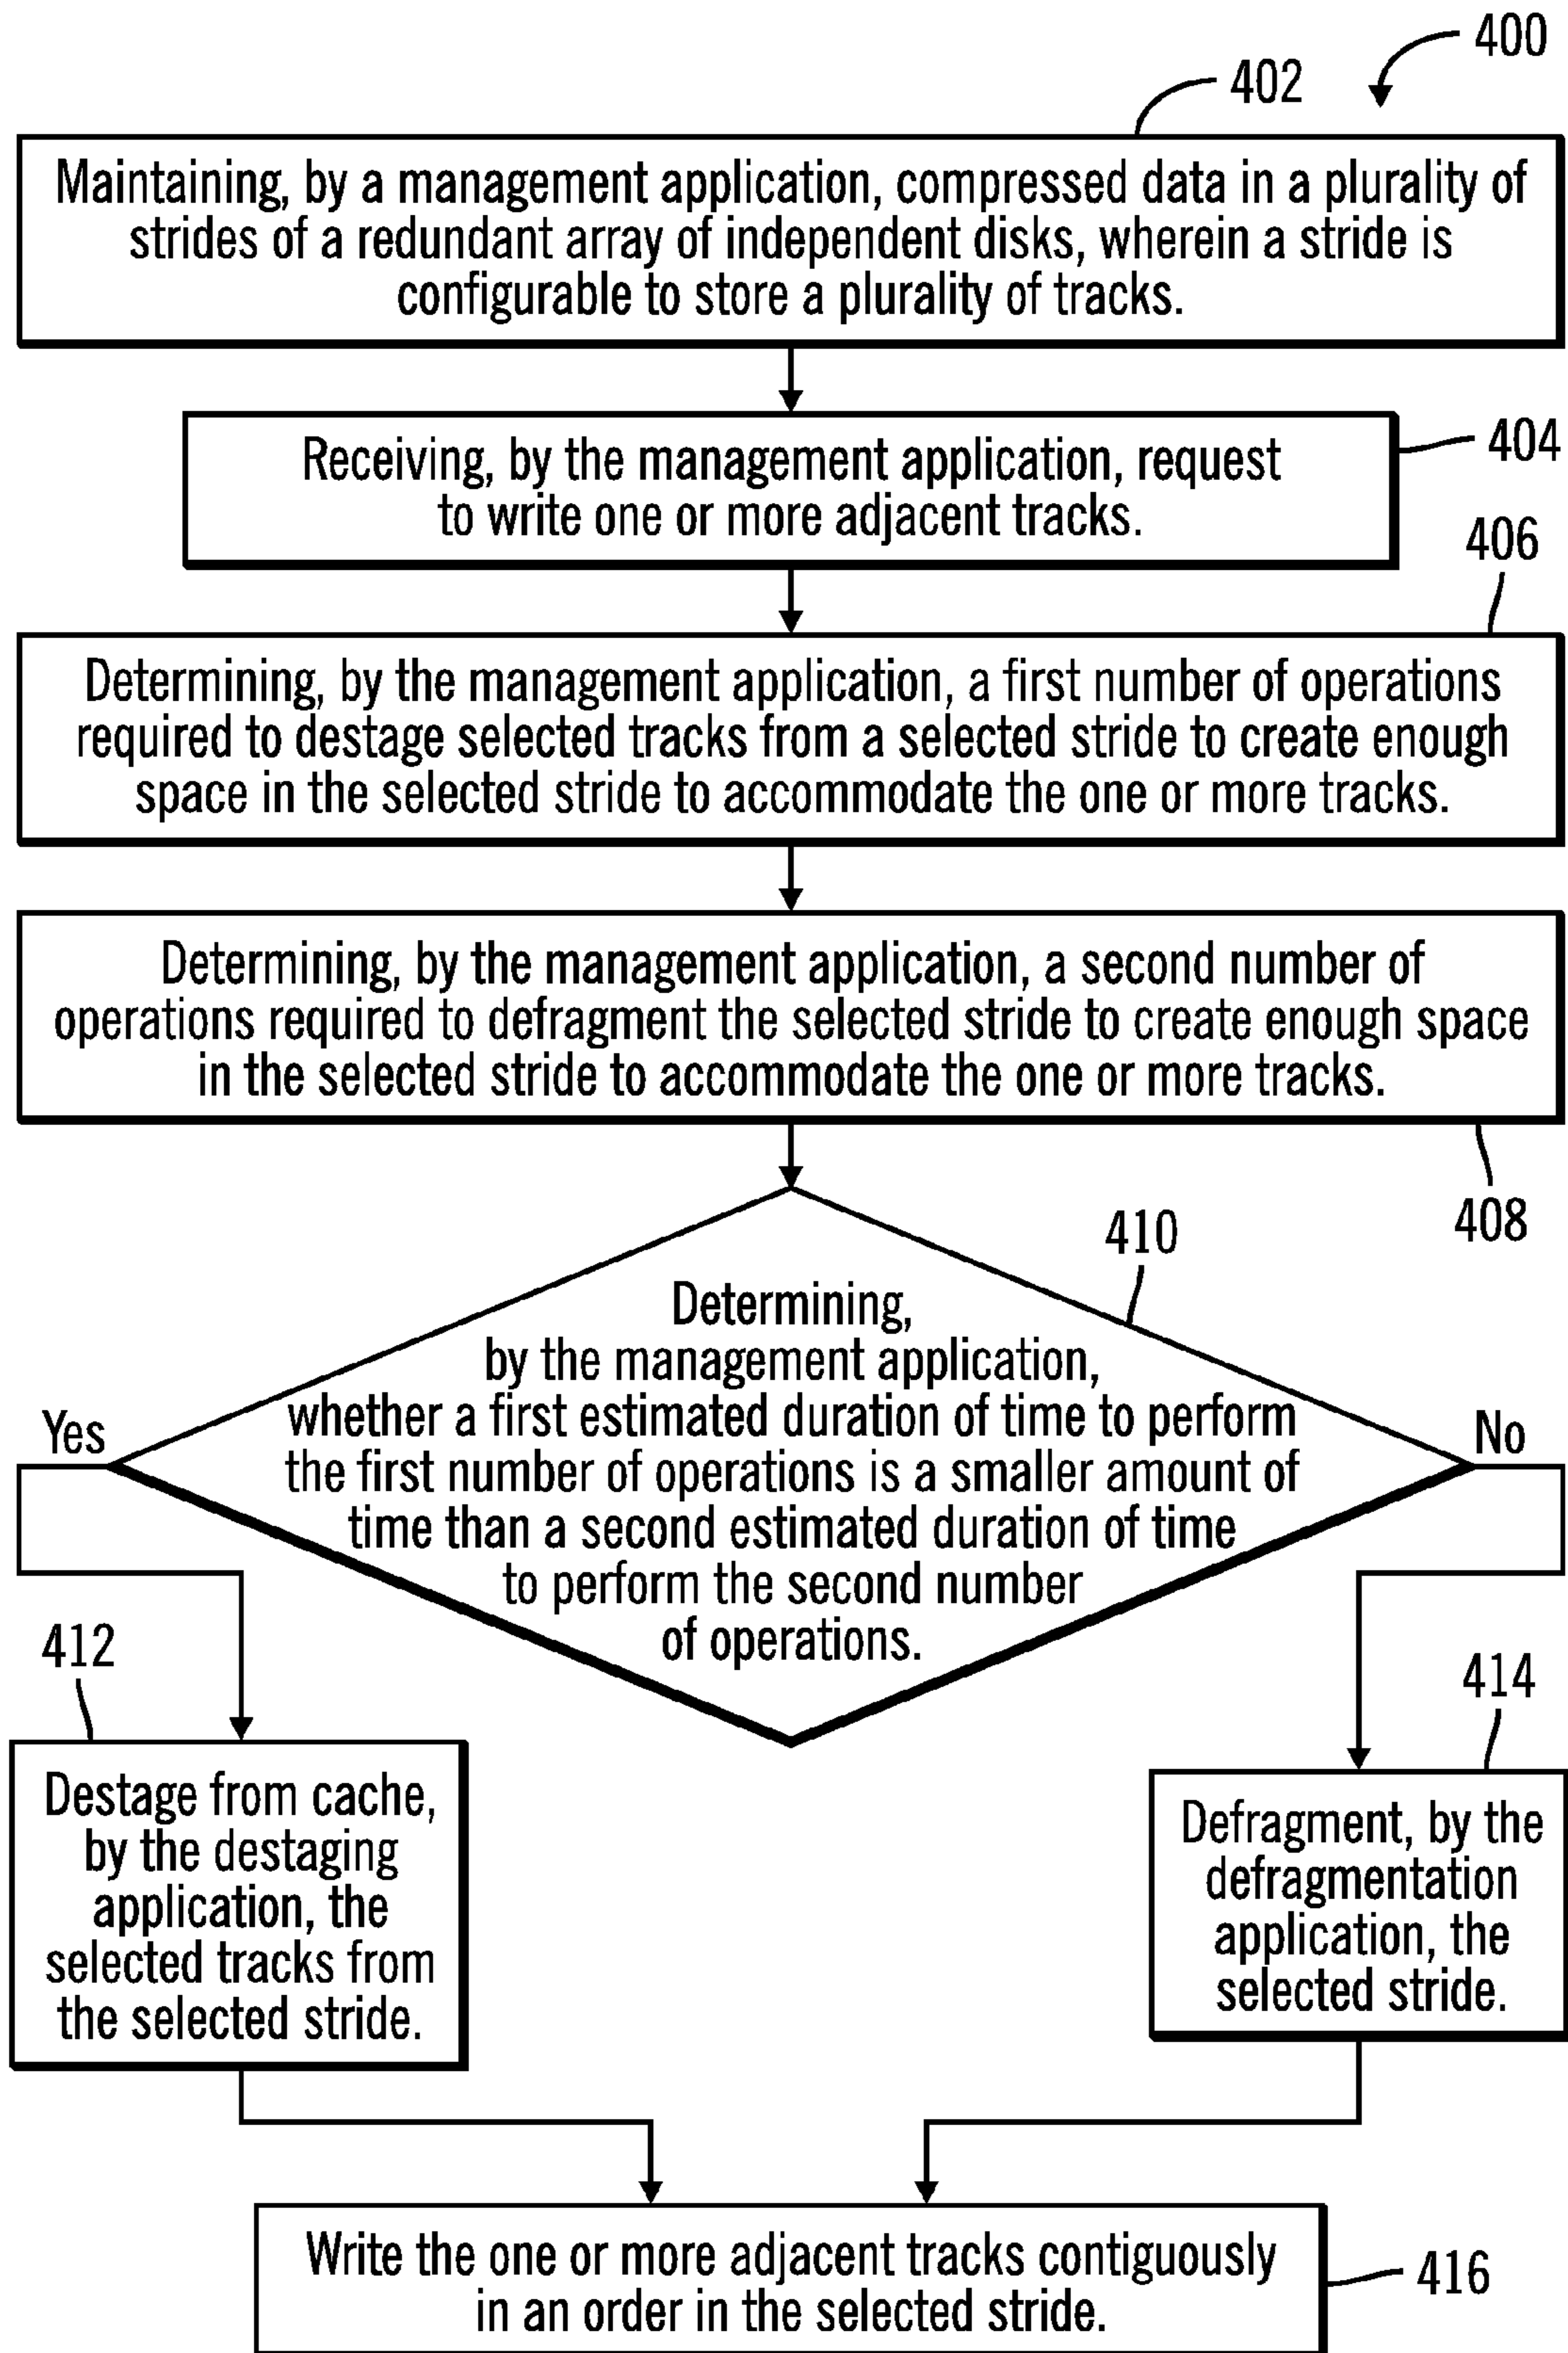 400
402
Maintaining, by a management application, compressed data in a plurality of
strides of a redundant array of independent disks, wherein a stride is
configurable to store a plurality of tracks.
Receiving, by the management application, request
to write one or more adjacent tracks.
404
406
Determining, by the management application, a first number of operations
required to destage selected tracks from a selected stride to create enough
space in the selected stride to accommodate the one or more tracks.
Determining, by the management application, a second number of
operations required to defragment the selected stride to create enough space
in the selected stride to accommodate the one or more tracks.
408
410
Determining,
by the management application,
whether a first estimated duration of time to perform
the first number of operations is a smaller amount of
time than a second estimated duration of time
to perform the second number
of operations.
Yes
No
412
Destage from cache,
by the destaging
application, the
selected tracks from
the selected stride.
414
Defragment, by the
defragmentation
application, the
selected stride.
Write the one or more adjacent tracks contiguously
in an order in the selected stride.
416